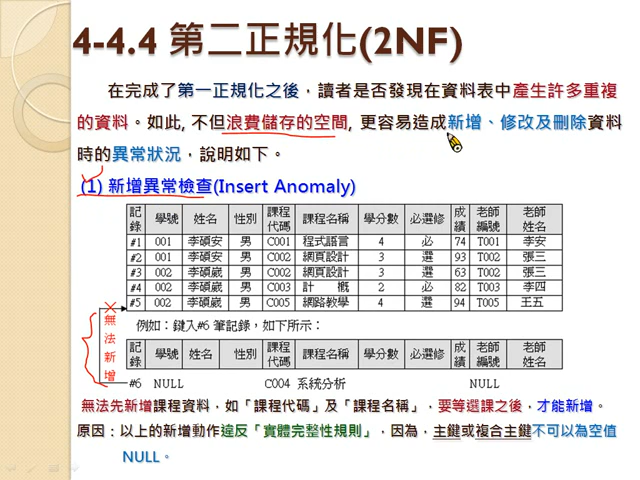 4-4.4 第二正規化(2NF)
在完成了第一正規化之後，讀者是否發現在資料表中產生許多重複
的資料。如此, 不但浪費儲存的空間, 更容易造成新增、修改及刪除資料
時的異常狀況，說明如下。
(1) 新增異常檢查(Insert Anomaly)
記錄 學號 姓名 性別 課程代碼 課程名稱 學分數 必選修 成績 老師編號 老師姓名
#1 001 李碩安 男 C001 程式語言 4 必 74 T001 李安
#2 001 李碩安 男 C002 網頁設計 3 選 93 T002 張三
#3 002 李碩崴 男 C002 網頁設計 3 選 63 T002 張三
#4 002 李碩崴 男 C003 計 概 2 必 82 T003 李四
#5 002 李碩崴 男 C005 網路教學 4 選 94 T005 王五
無法新增
例如：鍵入#6 筆記錄，如下所示：
記錄 學號 姓名 性別 課程代碼 課程名稱 學分數 必選修 成績 老師編號 老師姓名
#6 NULL C004 系統分析 NULL
無法先新增課程資料，如「課程代碼」及「課程名稱」，要等選課之後，才能新增。
原因：以上的新增動作違反「實體完整性規則」，因為，主鍵或複合主鍵不可以為空值
NULL。